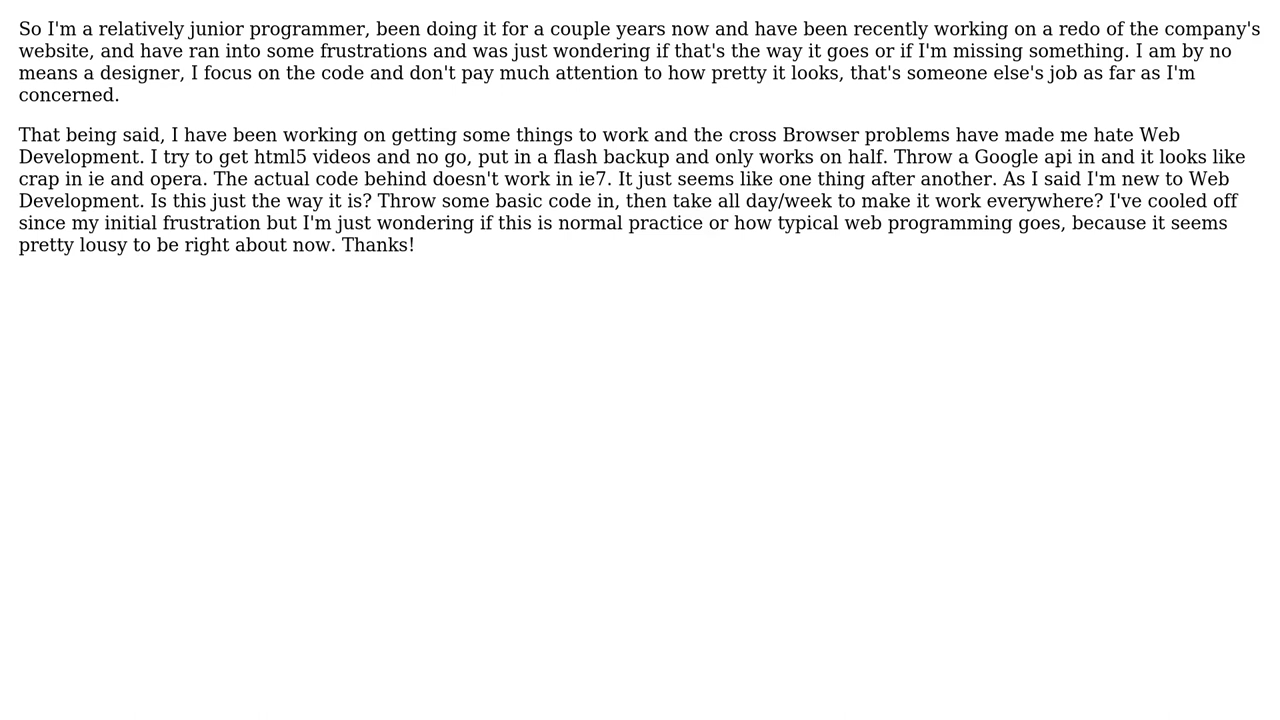 So I'm a relatively junior programmer, been doing it for a couple years now and have been recently working on a redo of the company's
website, and have ran into some frustrations and was just wondering if that's the way it goes or if I'm missing something. I am by no
means a designer, I focus on the code and don't pay much attention to how pretty it looks, that's someone else's job as far as I'm
concerned.
That being said, I have been working on getting some things to work and the cross Browser problems have made me hate Web
Development. I try to get html5 videos and no go, put in a flash backup and only works on half. Throw a Google api in and it looks like
crap in ie and opera. The actual code behind doesn't work in ie7. It just seems like one thing after another. As I said I'm new to Web
Development. Is this just the way it is? Throw some basic code in, then take all day/week to make it work everywhere? I've cooled off
since my initial frustration but I'm just wondering if this is normal practice or how typical web programming goes, because it seems
pretty lousy to be right about now. Thanks!